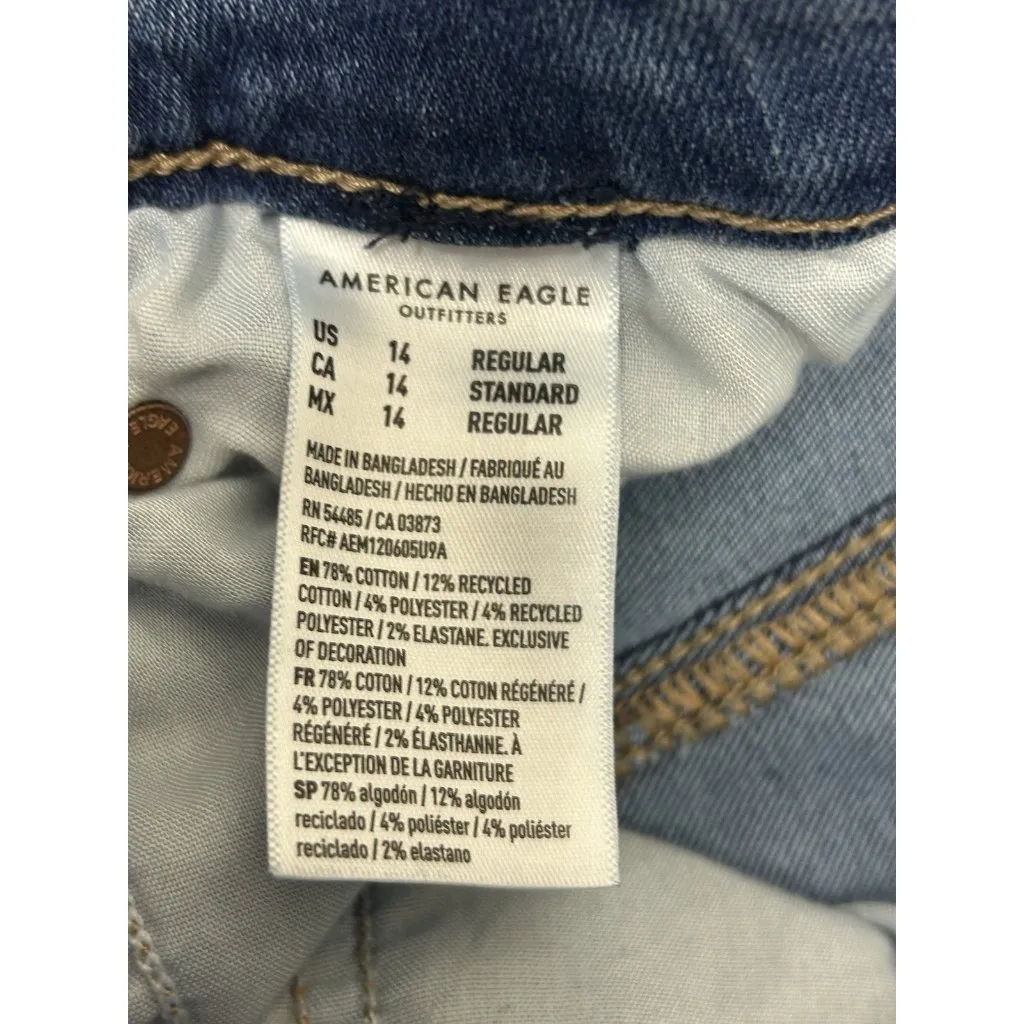 AMERICAN EAGLE
OUTFITTERS
US 14 REGULAR
CA 14 STANDARD
MX 14 REGULAR
MADE IN BANGLADESH / FABRIQUÉ AU
BANGLADESH / HECHO EN BANGLADESH
RN 54485 / CA 03873
RFC# AEM120605U9A
EN 78% COTTON / 12% RECYCLED
COTTON / 4% POLYESTER / 4% RECYCLED
POLYESTER / 2% ELASTANE. EXCLUSIVE
OF DECORATION
FR 78% COTON / 12% COTON RÉGÉNÉRÉ /
4% POLYESTER / 4% POLYESTER
RÉGÉNÉRÉ / 2% ÉLASTHANNE. À
L'EXCEPTION DE LA GARNITURE
SP 78% algodón / 12% algodón
reciclado / 4% poliéster / 4% poliéster
reciclado / 2% elastano
EAGLE